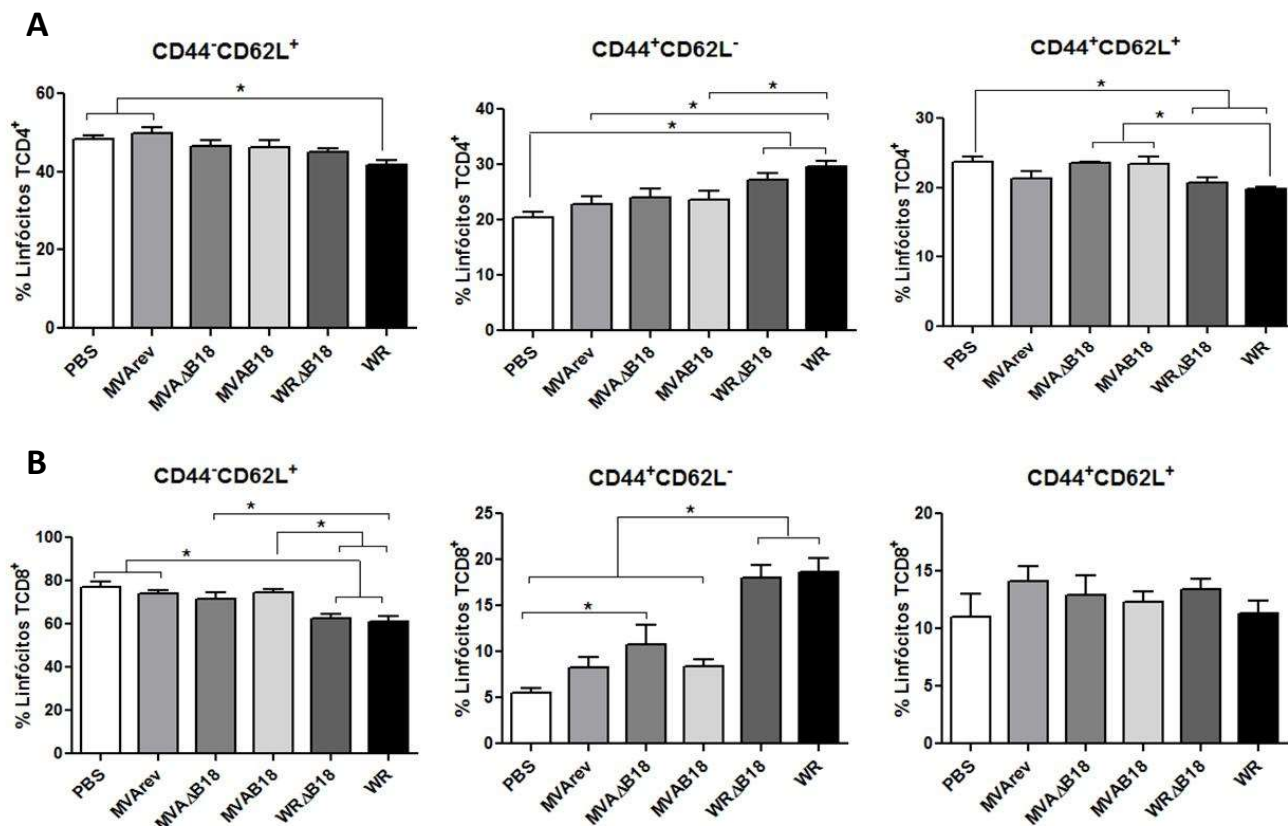 A
CD44⁻CD62L⁺
% Linfócitos TCD4⁺
60
40
20
0
*
PBS
MVArev
MVAΔB18
MVAB18
WRΔB18
WR
CD44⁺CD62L⁻
% Linfócitos TCD4⁺
40
30
20
10
0
*
*
*
PBS
MVArev
MVAΔB18
MVAB18
WRΔB18
WR
CD44⁺CD62L⁺
% Linfócitos TCD4⁺
30
20
10
0
*
*
PBS
MVArev
MVAΔB18
MVAB18
WRΔB18
WR
B
CD44⁻CD62L⁺
% Linfócitos TCD8⁺
100
80
60
40
20
0
*
*
*
PBS
MVArev
MVAΔB18
MVAB18
WRΔB18
WR
CD44⁺CD62L⁻
% Linfócitos TCD8⁺
25
20
15
10
5
0
*
*
PBS
MVArev
MVAΔB18
MVAB18
WRΔB18
WR
CD44⁺CD62L⁺
% Linfócitos TCD8⁺
20
15
10
5
0
PBS
MVArev
MVAΔB18
MVAB18
WRΔB18
WR